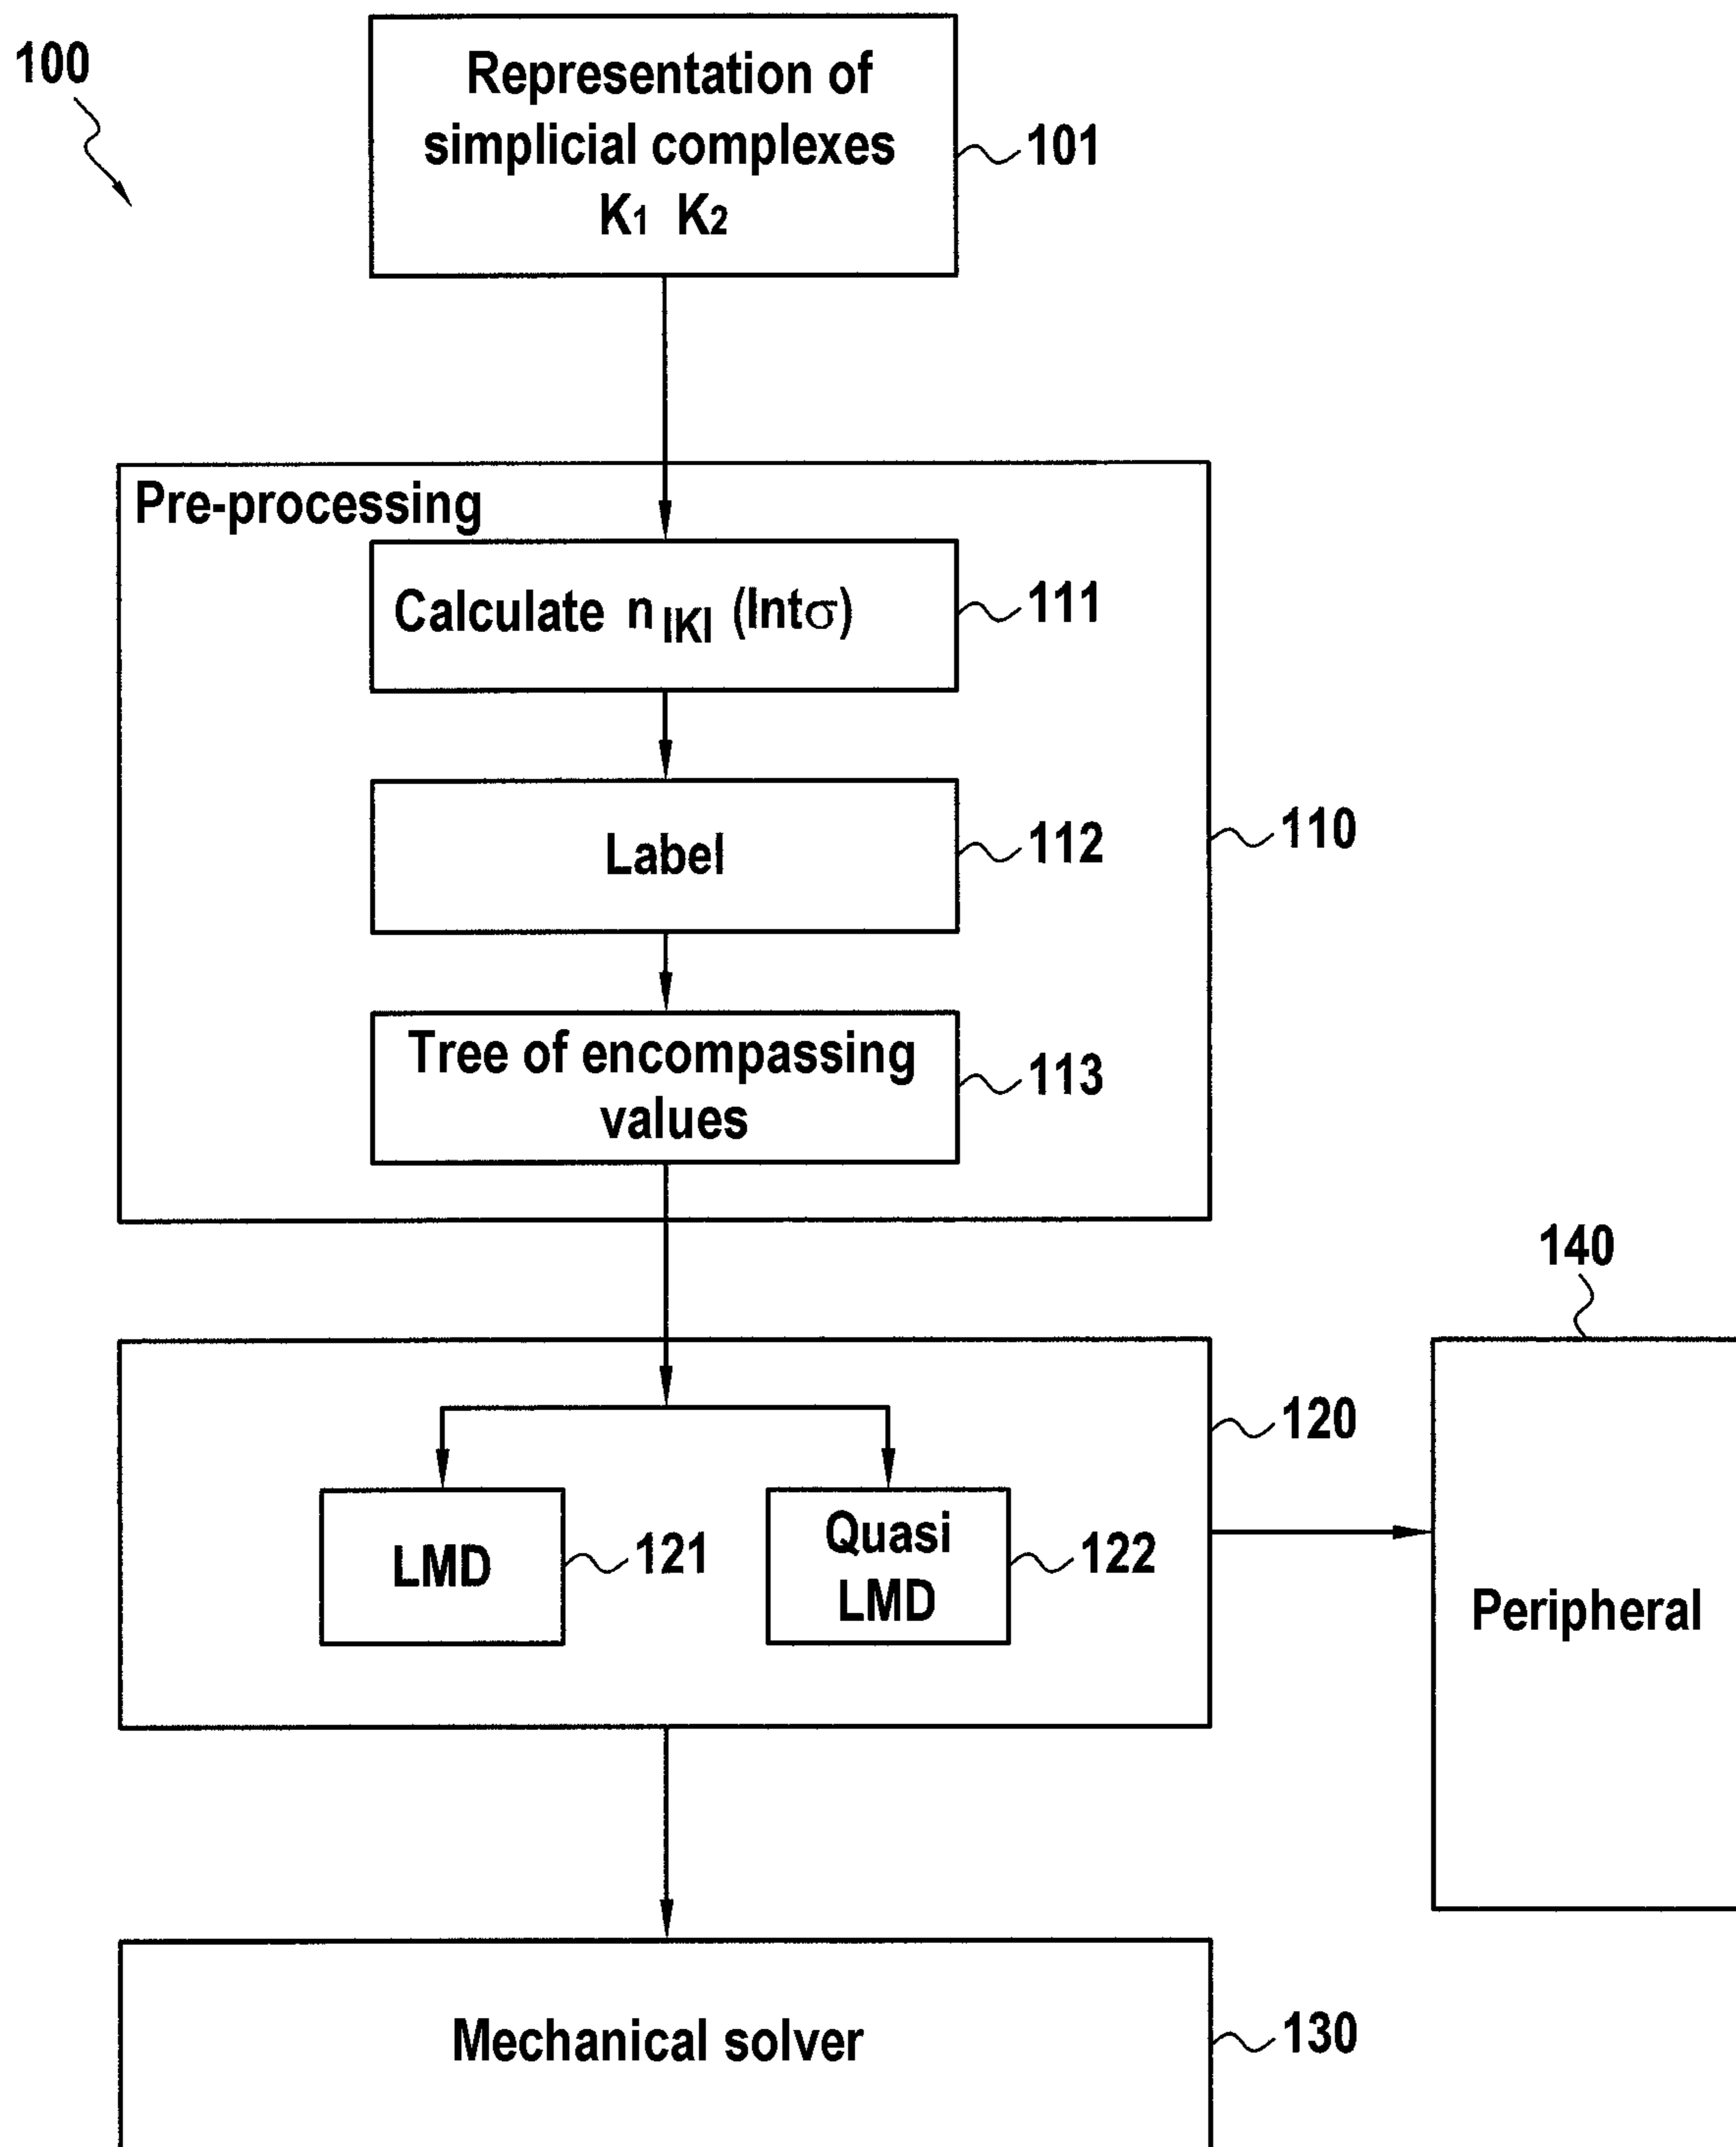 100
Representation of
simplicial complexes
K1 K2
101
Pre-processing
Calculate n|K| (Intσ)
111
Label
112
110
Tree of encompassing
values
113
140
120
LMD
121
Quasi
LMD
122
Peripheral
Mechanical solver
130